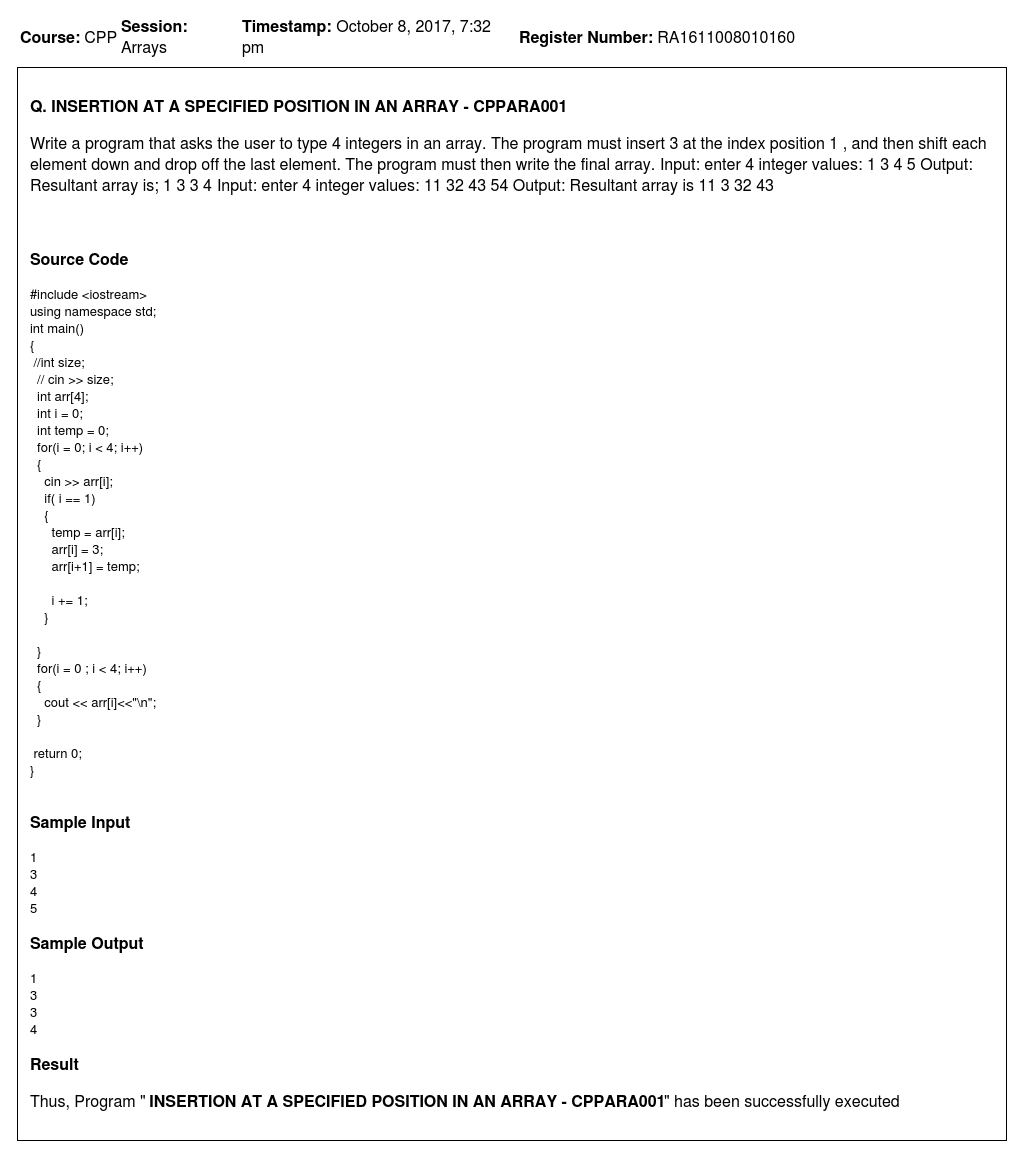 Course: CPP Session: Arrays Timestamp: October 8, 2017, 7:32 pm Register Number: RA1611008010160
Q. INSERTION AT A SPECIFIED POSITION IN AN ARRAY - CPPARA001
Write a program that asks the user to type 4 integers in an array. The program must insert 3 at the index position 1 , and then shift each
element down and drop off the last element. The program must then write the final array. Input: enter 4 integer values: 1 3 4 5 Output:
Resultant array is; 1 3 3 4 Input: enter 4 integer values: 11 32 43 54 Output: Resultant array is 11 3 32 43
Source Code
#include <iostream>
using namespace std;
int main()
{
//int size;
// cin >> size;
int arr[4];
int i = 0;
int temp = 0;
for(i = 0; i < 4; i++)
{
cin >> arr[i];
if( i == 1)
{
temp = arr[i];
arr[i] = 3;
arr[i+1] = temp;
i += 1;
}
}
for(i = 0 ; i < 4; i++)
{
cout << arr[i]<<"\n";
}
return 0;
}
Sample Input
1
3
4
5
Sample Output
1
3
3
4
Result
Thus, Program " INSERTION AT A SPECIFIED POSITION IN AN ARRAY - CPPARA001" has been successfully executed